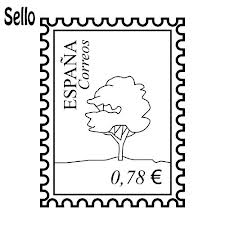 Sello
ESPAÑA
Correos
0,78 €